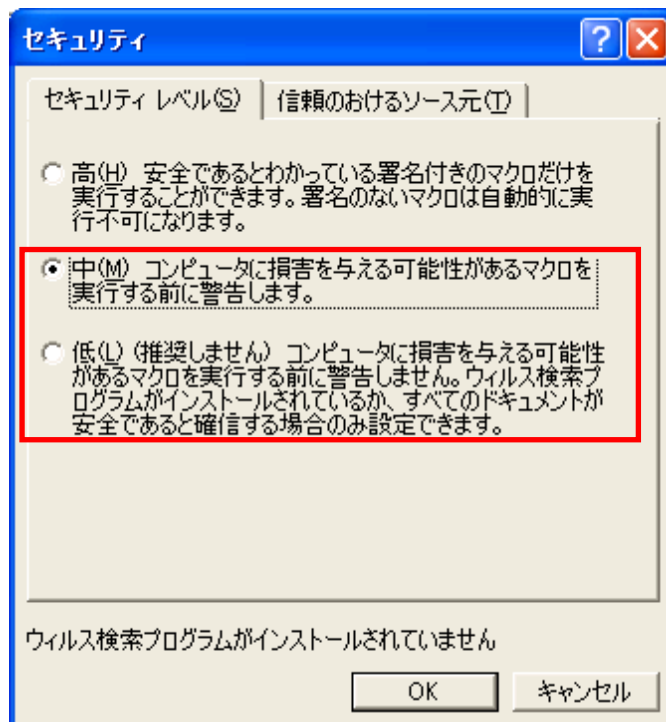 セキュリティ
セキュリティ レベル(S)
信頼のおけるソース元(T)
高(H) 安全であるとわかっている署名付きのマクロだけを
実行することができます。署名のないマクロは自動的に実
行不可になります。
中(M) コンピュータに損害を与える可能性があるマクロを
実行する前に警告します。
低(L) (推奨しません) コンピュータに損害を与える可能性
があるマクロを実行する前に警告しません。ウィルス検索プ
ログラムがインストールされているか、すべてのドキュメントが
安全であると確信する場合のみ設定できます。
ウィルス検索プログラムがインストールされていません
OK
キャンセル